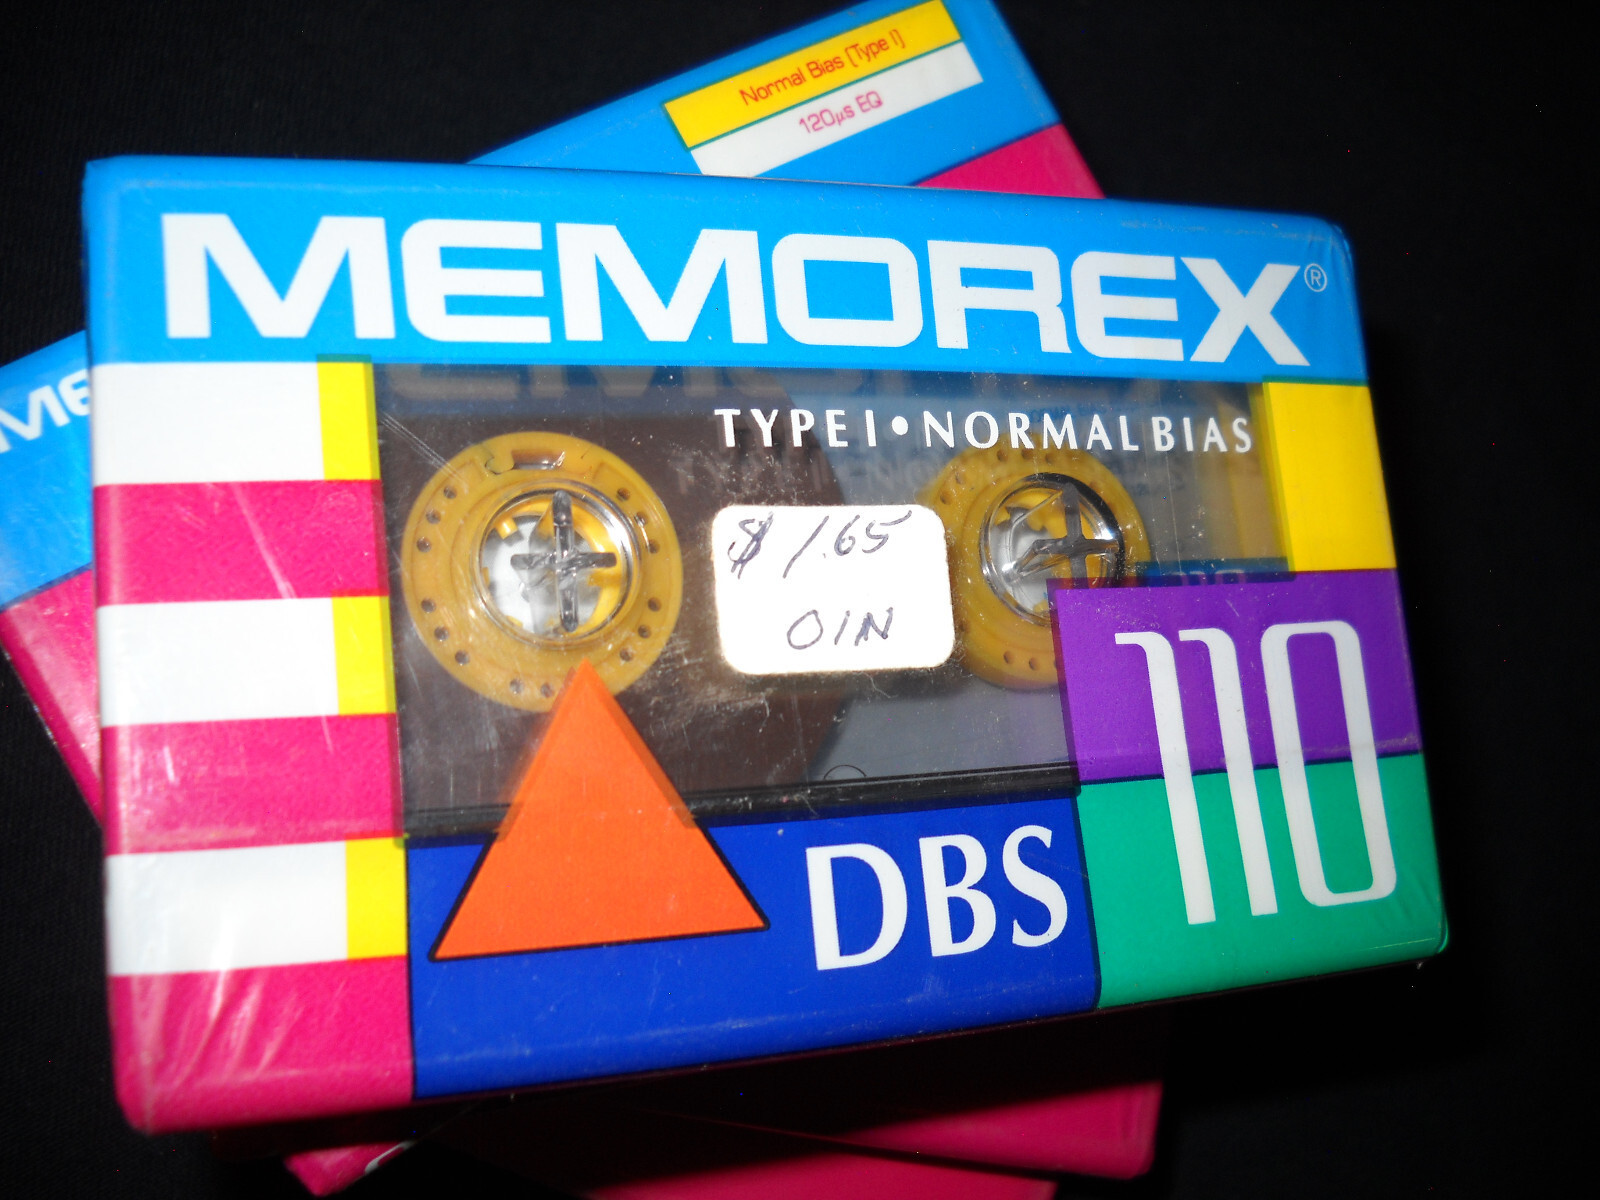 Normal Bias (Type I)
120µs EQ
MEMOREX®
ME
TYPE I • NORMAL BIAS
$1.65
OIN
110
DBS